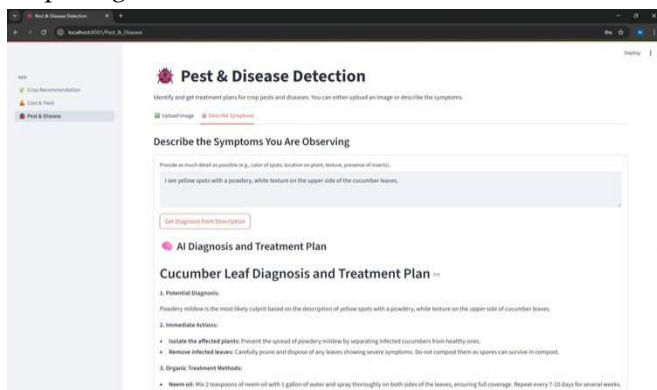 Pest & Disease Detection
localhost:8501/Pest_&_Disease
Deploy
app
Crop Recommendation
Cost & Yield
Pest & Disease
Pest & Disease Detection
Identify and get treatment plans for crop pests and diseases. You can either upload an image or describe the symptoms.
Upload Image
Describe Symptoms
Describe the Symptoms You Are Observing
Provide as much detail as possible (e.g., color of spots, location on plant, texture, presence of insects).
I see yellow spots with a powdery, white texture on the upper side of the cucumber leaves.
Get Diagnosis from Description
AI Diagnosis and Treatment Plan
Cucumber Leaf Diagnosis and Treatment Plan
1. Potential Diagnosis:
Powdery mildew is the most likely culprit based on the description of yellow spots with a powdery, white texture on the upper side of cucumber leaves.
2. Immediate Actions:
• Isolate the affected plants: Prevent the spread of powdery mildew by separating infected cucumbers from healthy ones.
• Remove infected leaves: Carefully prune and dispose of any leaves showing severe symptoms. Do not compost them as spores can survive in compost.
3. Organic Treatment Methods:
• Neem oil: Mix 2 teaspoons of neem oil with 1 gallon of water and spray thoroughly on both sides of the leaves, ensuring full coverage. Repeat every 7-10 days for several weeks.